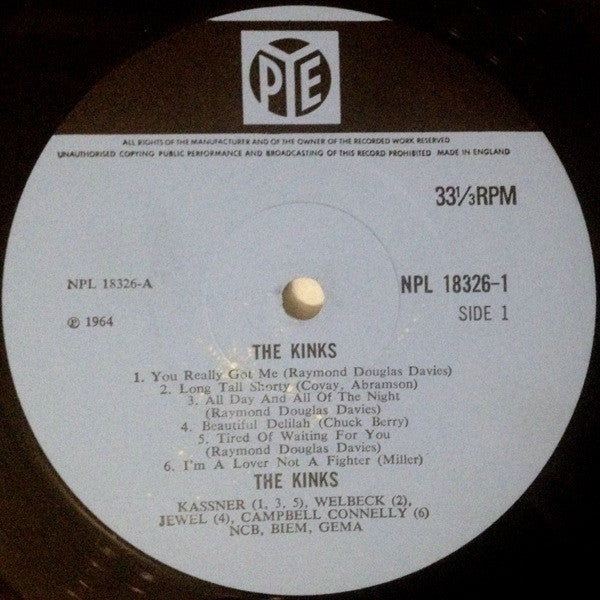 PYE
ALL RIGHTS OF THE MANUFACTURER AND OF THE OWNER OF THE RECORDED WORK RESERVED
UNAUTHORISED COPYING PUBLIC PERFORMANCE AND BROADCASTING OF THIS RECORD PROHIBITED MADE IN ENGLAND
33⅓RPM
NPL 18326-A
NPL 18326-1
℗ 1964
SIDE 1
THE KINKS
1. You Really Got Me (Raymond Douglas Davies)
2. Long Tall Shorty (Covay, Abramson)
3. All Day And All Of The Night
(Raymond Douglas Davies)
4. Beautiful Delilah (Chuck Berry)
5. Tired Of Waiting For You
(Raymond Douglas Davies)
6. I'm A Lover Not A Fighter (Miller)
THE KINKS
KASSNER (1, 3, 5), WELBECK (2),
JEWEL (4), CAMPBELL CONNELLY (6)
NCB, BIEM, GEMA